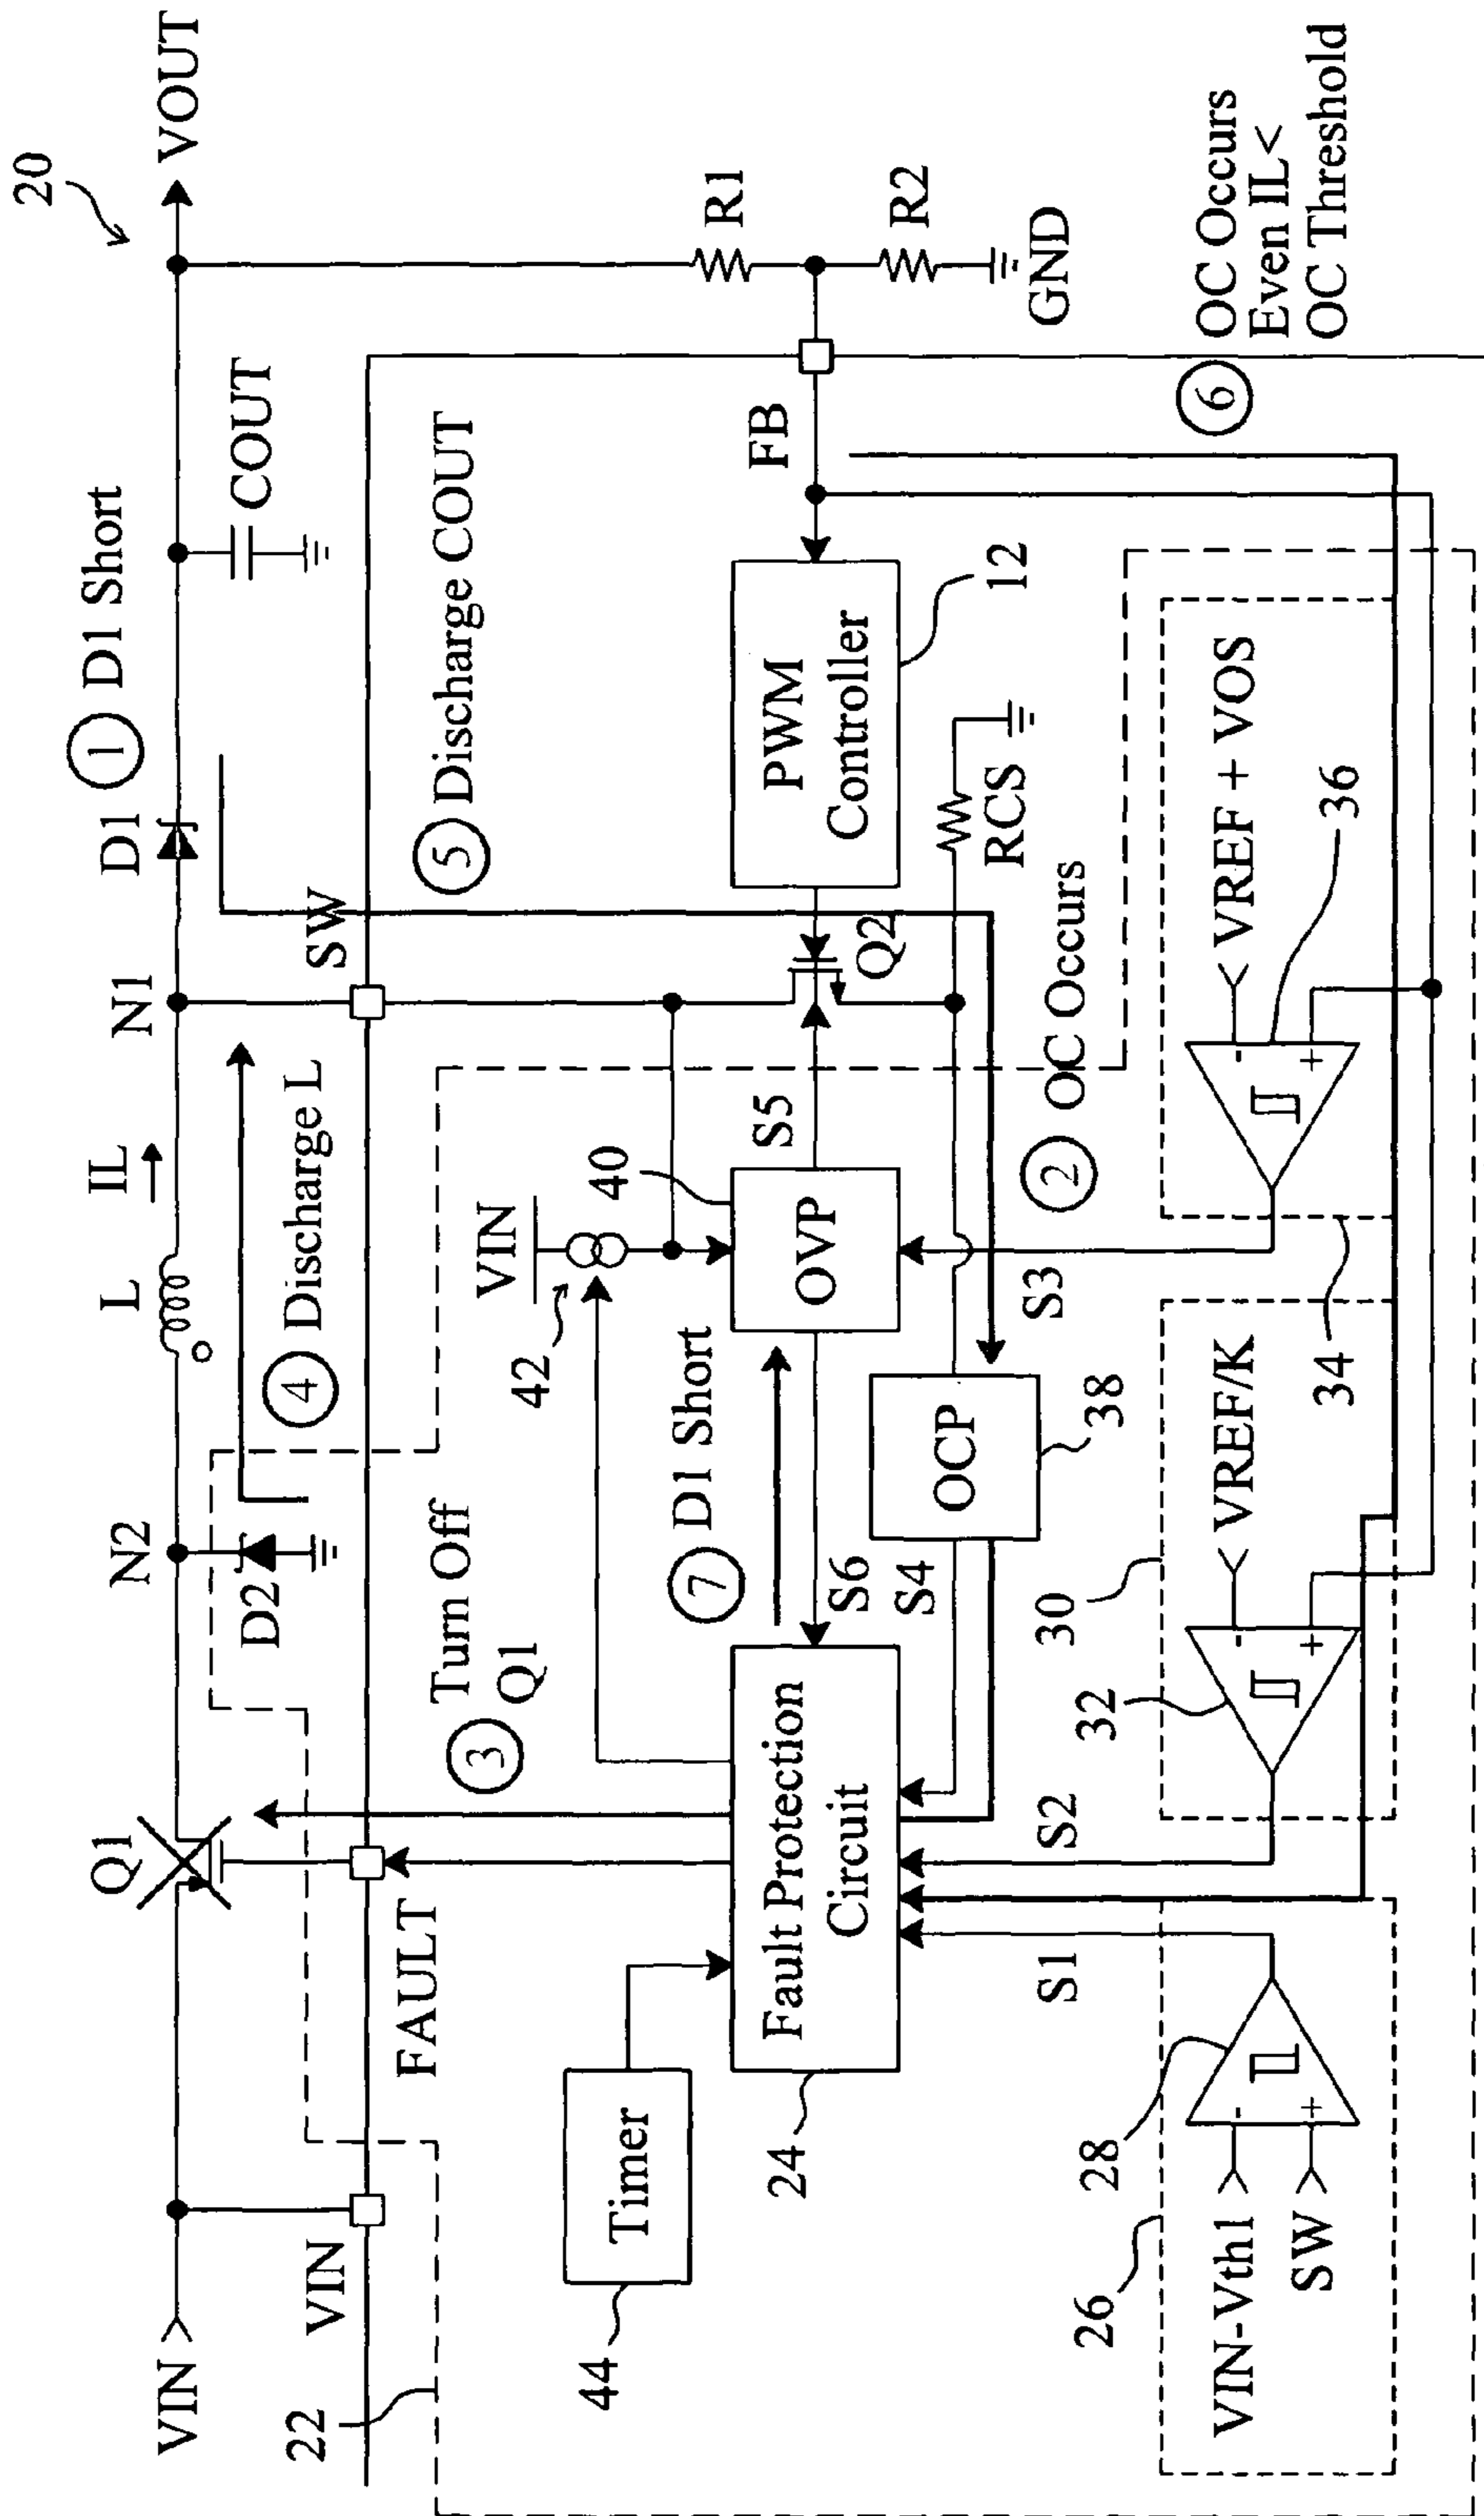 20
VIN
Q1
N2
L
IL
N1
D1
① D1 Short
VOUT
D2
④ Discharge L
COUT
22
VIN
FAULT
③ Turn Off
Q1
SW
⑤ Discharge COUT
VIN
42
40
44
Timer
24
Fault Protection
Circuit
⑦ D1 Short
S6
OVP
S5
Q2
PWM
Controller
12
FB
R1
R2
GND
S4
OCP
38
② OC Occurs
RCS
S1
S2
S3
⑥ OC Occurs
Even IL <
OC Threshold
26
28
VIN-Vth1
SW
-
+
30
32
VREF/K
-
+
34
36
VREF + VOS
-
+